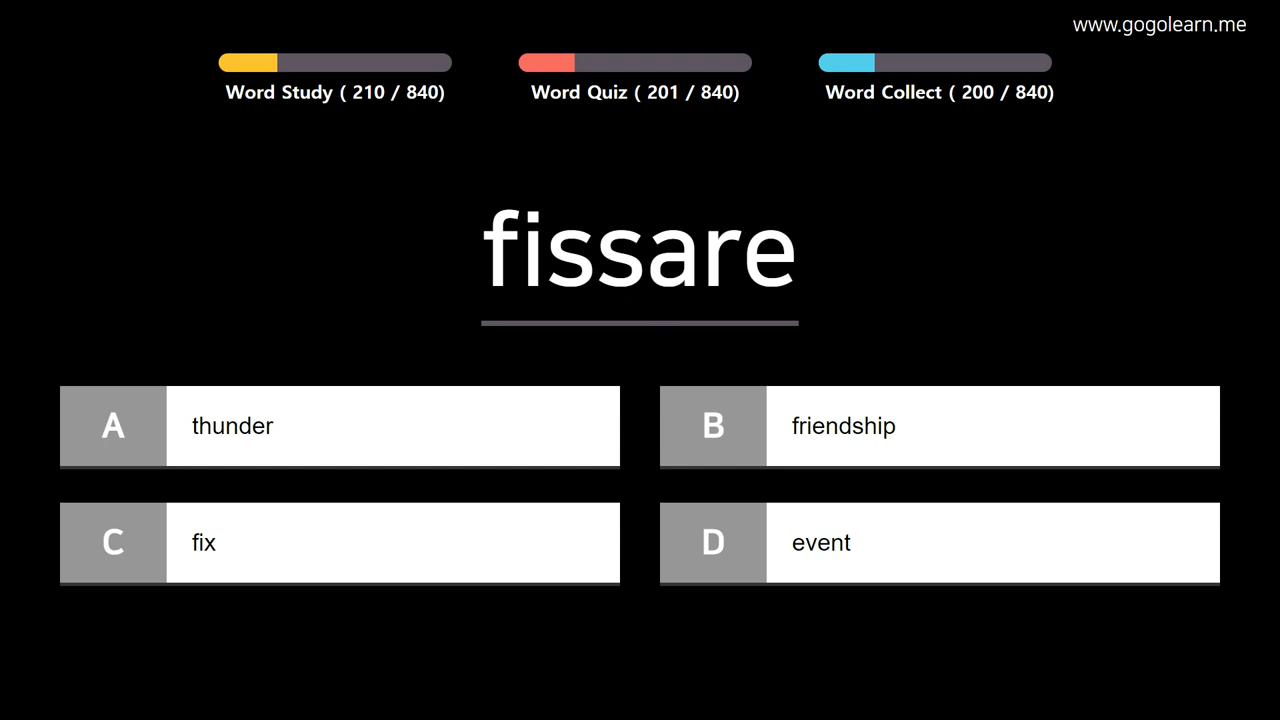 www.gogolearn.me
Word Study ( 210 / 840)
Word Quiz ( 201 / 840)
Word Collect ( 200 / 840)
fissare
A thunder
B friendship
C fix
D event